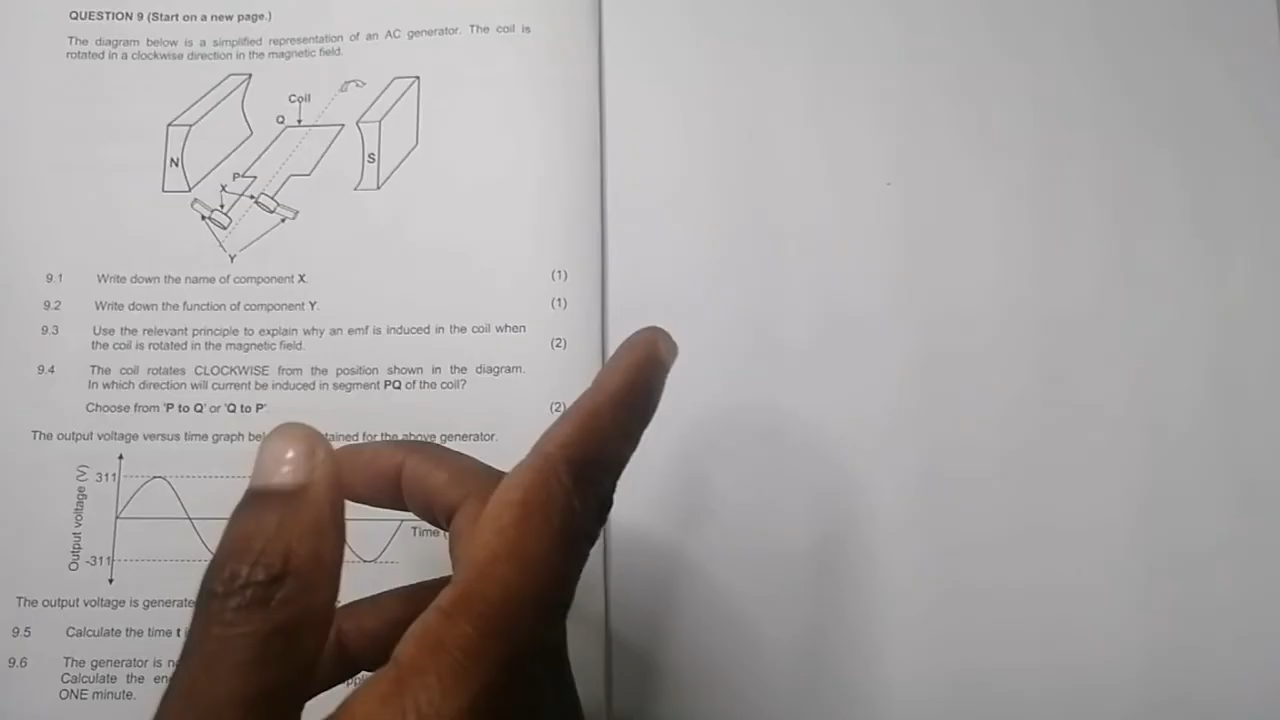 QUESTION 9 (Start on a new page.)
The diagram below is a simplified representation of an AC generator. The coil is
rotated in a clockwise direction in the magnetic field.
Coil
Q
N
S
P
X
Y
9.1 Write down the name of component X. (1)
9.2 Write down the function of component Y. (1)
9.3 Use the relevant principle to explain why an emf is induced in the coil when
the coil is rotated in the magnetic field. (2)
9.4 The coil rotates CLOCKWISE from the position shown in the diagram.
In which direction will current be induced in segment PQ of the coil?
Choose from 'P to Q' or 'Q to P'. (2)
The output voltage versus time graph obtained for the above generator.
Output voltage (V)
311
Time
-311
The output voltage is
9.5 Calculate the time t
9.6 The generator is
Calculate the
ONE minute.